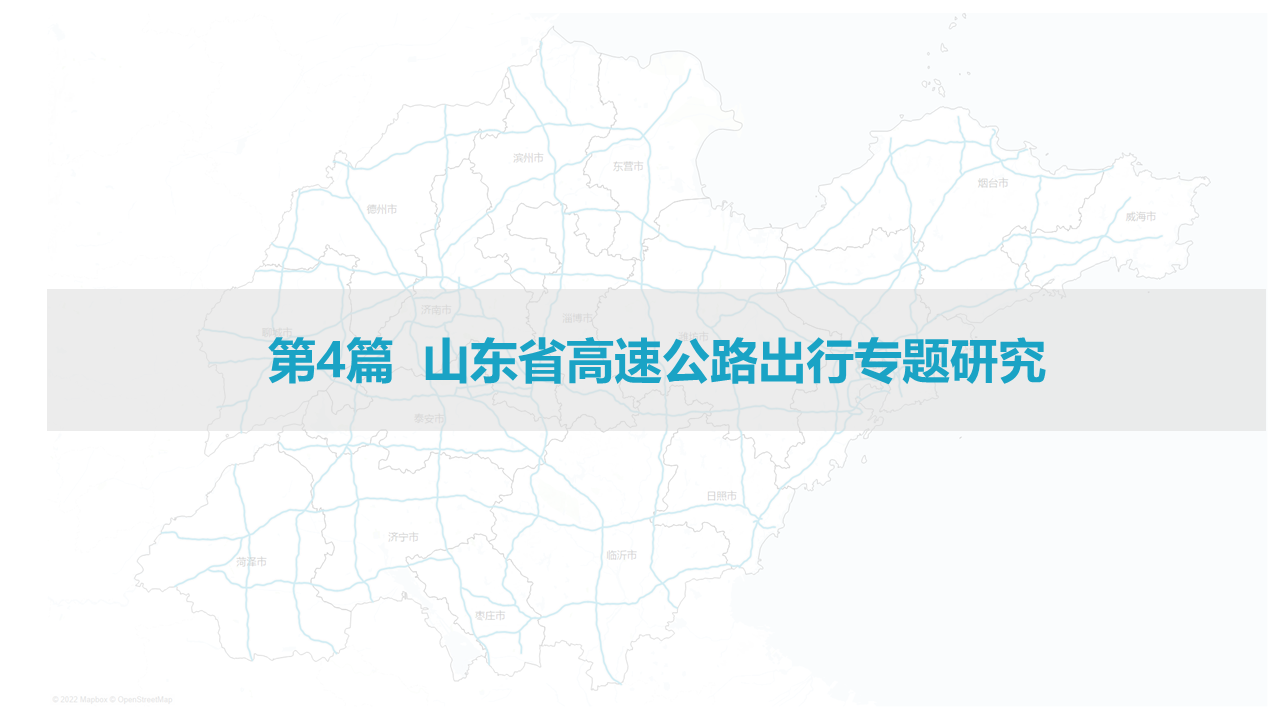 滨州市
东营市
烟台市
德州市
威海市
济南市
淄博市
聊城市
潍坊市
第4篇 山东省高速公路出行专题研究
泰安市
日照市
济宁市
临沂市
菏泽市
枣庄市
© 2022 Mapbox © OpenStreetMap